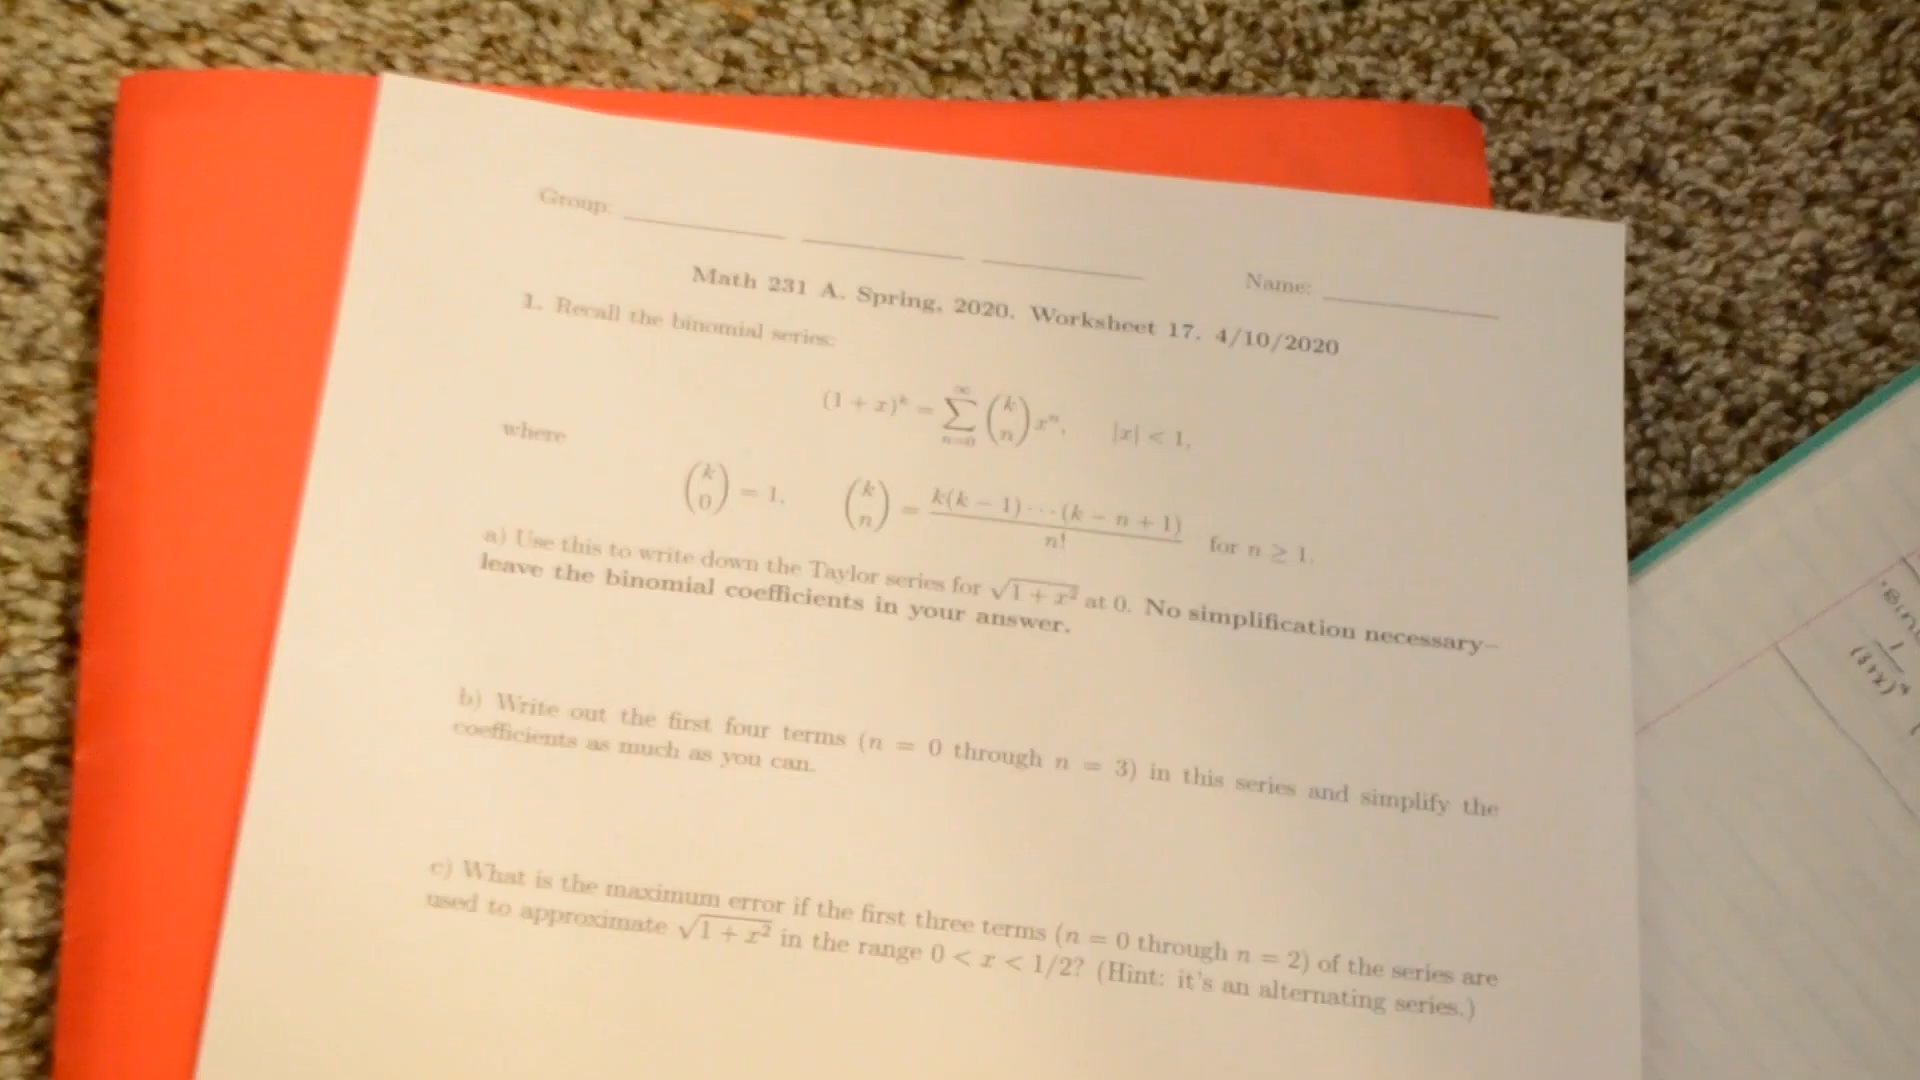 Group: Name:
Math 231 A. Spring, 2020. Worksheet 17. 4/10/2020
1. Recall the binomial series:
(1 + x)^k = ∑_{n=0}^{∞} \binom{k}{n} x^n, |x| < 1,
where
\binom{k}{0} = 1, \binom{k}{n} = \frac{k(k − 1)···(k − n + 1)}{n!} for n ≥ 1.
a) Use this to write down the Taylor series for √(1 + x²) at 0. No simplification necessary–
leave the binomial coefficients in your answer.
b) Write out the first four terms (n = 0 through n = 3) in this series and simplify the
coefficients as much as you can.
c) What is the maximum error if the first three terms (n = 0 through n = 2) of the series are
used to approximate √(1 + x²) in the range 0 < x < 1/2? (Hint: it's an alternating series.)